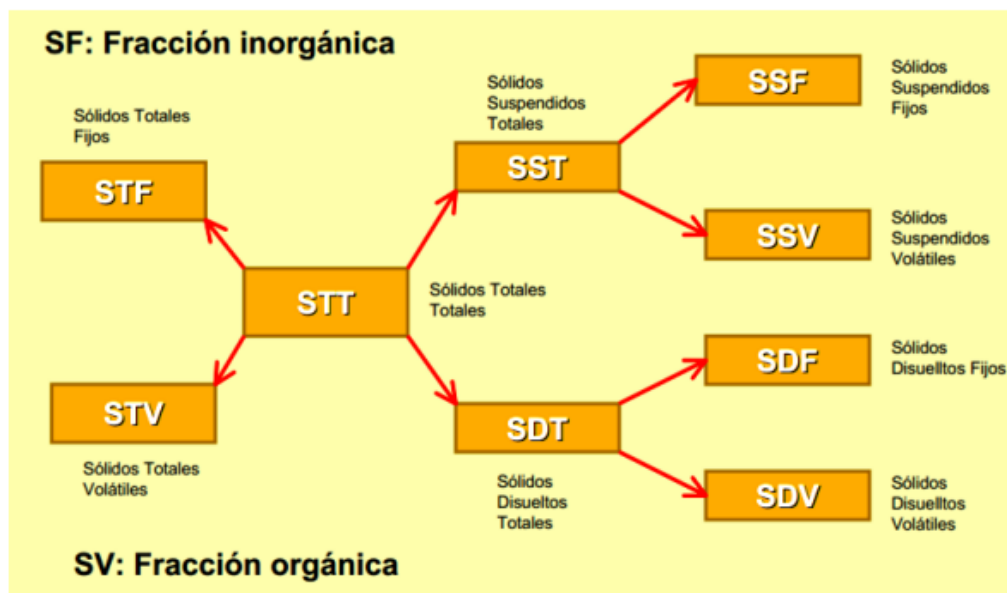 SF: Fracción inorgánica
Sólidos Totales
Fijos
STF
STT
Sólidos Totales
Totales
STV
Sólidos Totales
Volátiles
Sólidos
Suspendidos
Totales
SST
SSF
Sólidos
Suspendidos
Fijos
SSV
Sólidos
Suspendidos
Volátiles
SDT
Sólidos
Disueltos
Totales
SDF
Sólidos
Disuelltos Fijos
SDV
Sólidos
Disuelltos
Volátiles
SV: Fracción orgánica